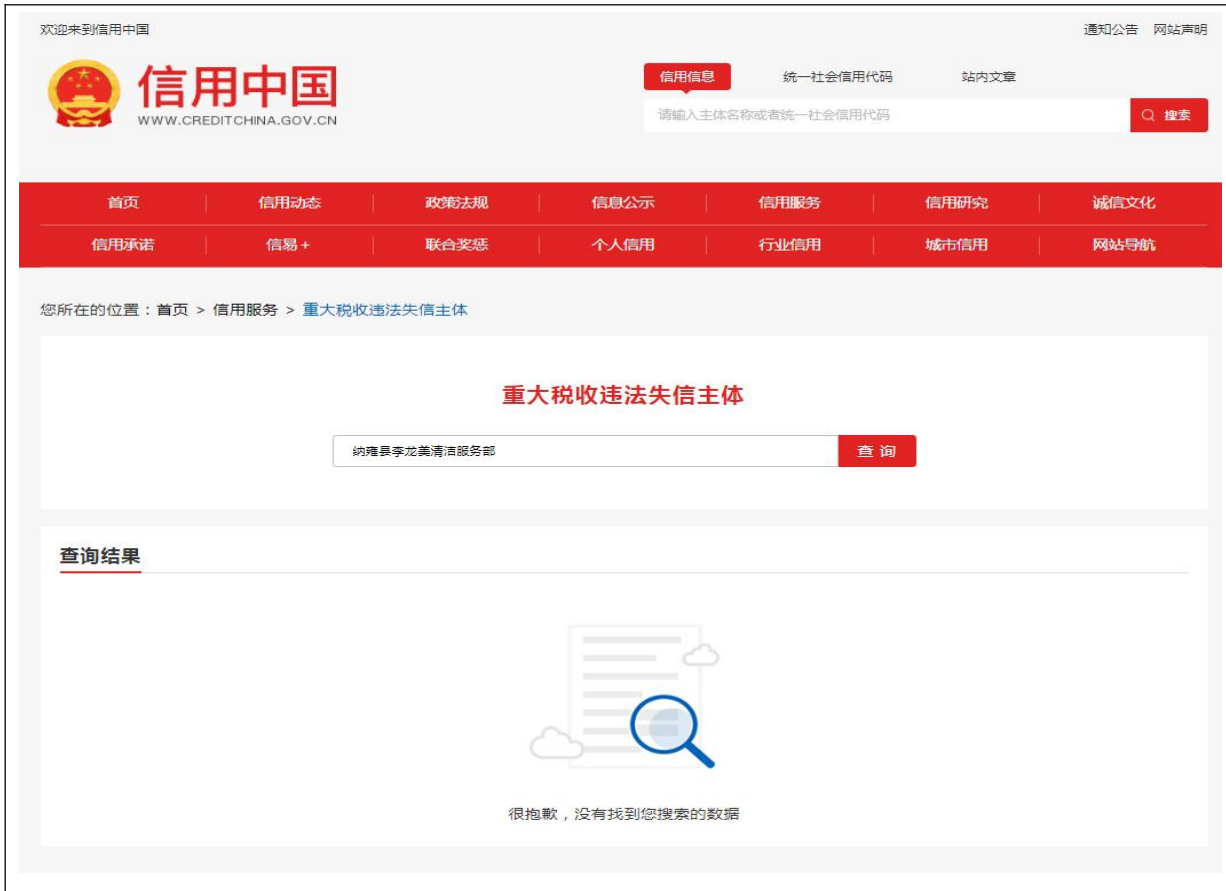 欢迎来到信用中国
通知公告 网站声明
信用中国
WWW.CREDITCHINA.GOV.CN
信用信息 统一社会信用代码 站内文章
请输入主体名称或者统一社会信用代码 搜索
首页 信用动态 政策法规 信息公示 信用服务 信用研究 诚信文化
信用承诺 信易+ 联合奖惩 个人信用 行业信用 城市信用 网站导航
您所在的位置：首页 > 信用服务 > 重大税收违法失信主体
重大税收违法失信主体
纳雍县李龙美清洁服务部 查询
查询结果
很抱歉，没有找到您搜索的数据